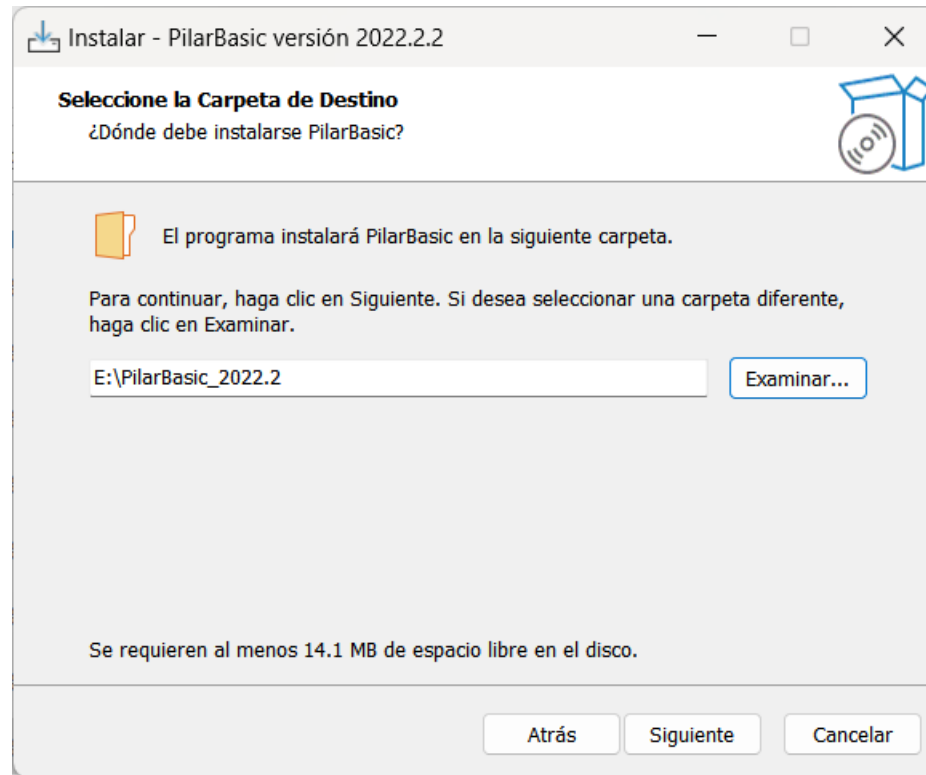 Instalar - PilarBasic versión 2022.2.2
Seleccione la Carpeta de Destino
¿Dónde debe instalarse PilarBasic?
El programa instalará PilarBasic en la siguiente carpeta.
Para continuar, haga clic en Siguiente. Si desea seleccionar una carpeta diferente,
haga clic en Examinar.
E:\PilarBasic_2022.2
Examinar...
Se requieren al menos 14.1 MB de espacio libre en el disco.
Atrás
Siguiente
Cancelar